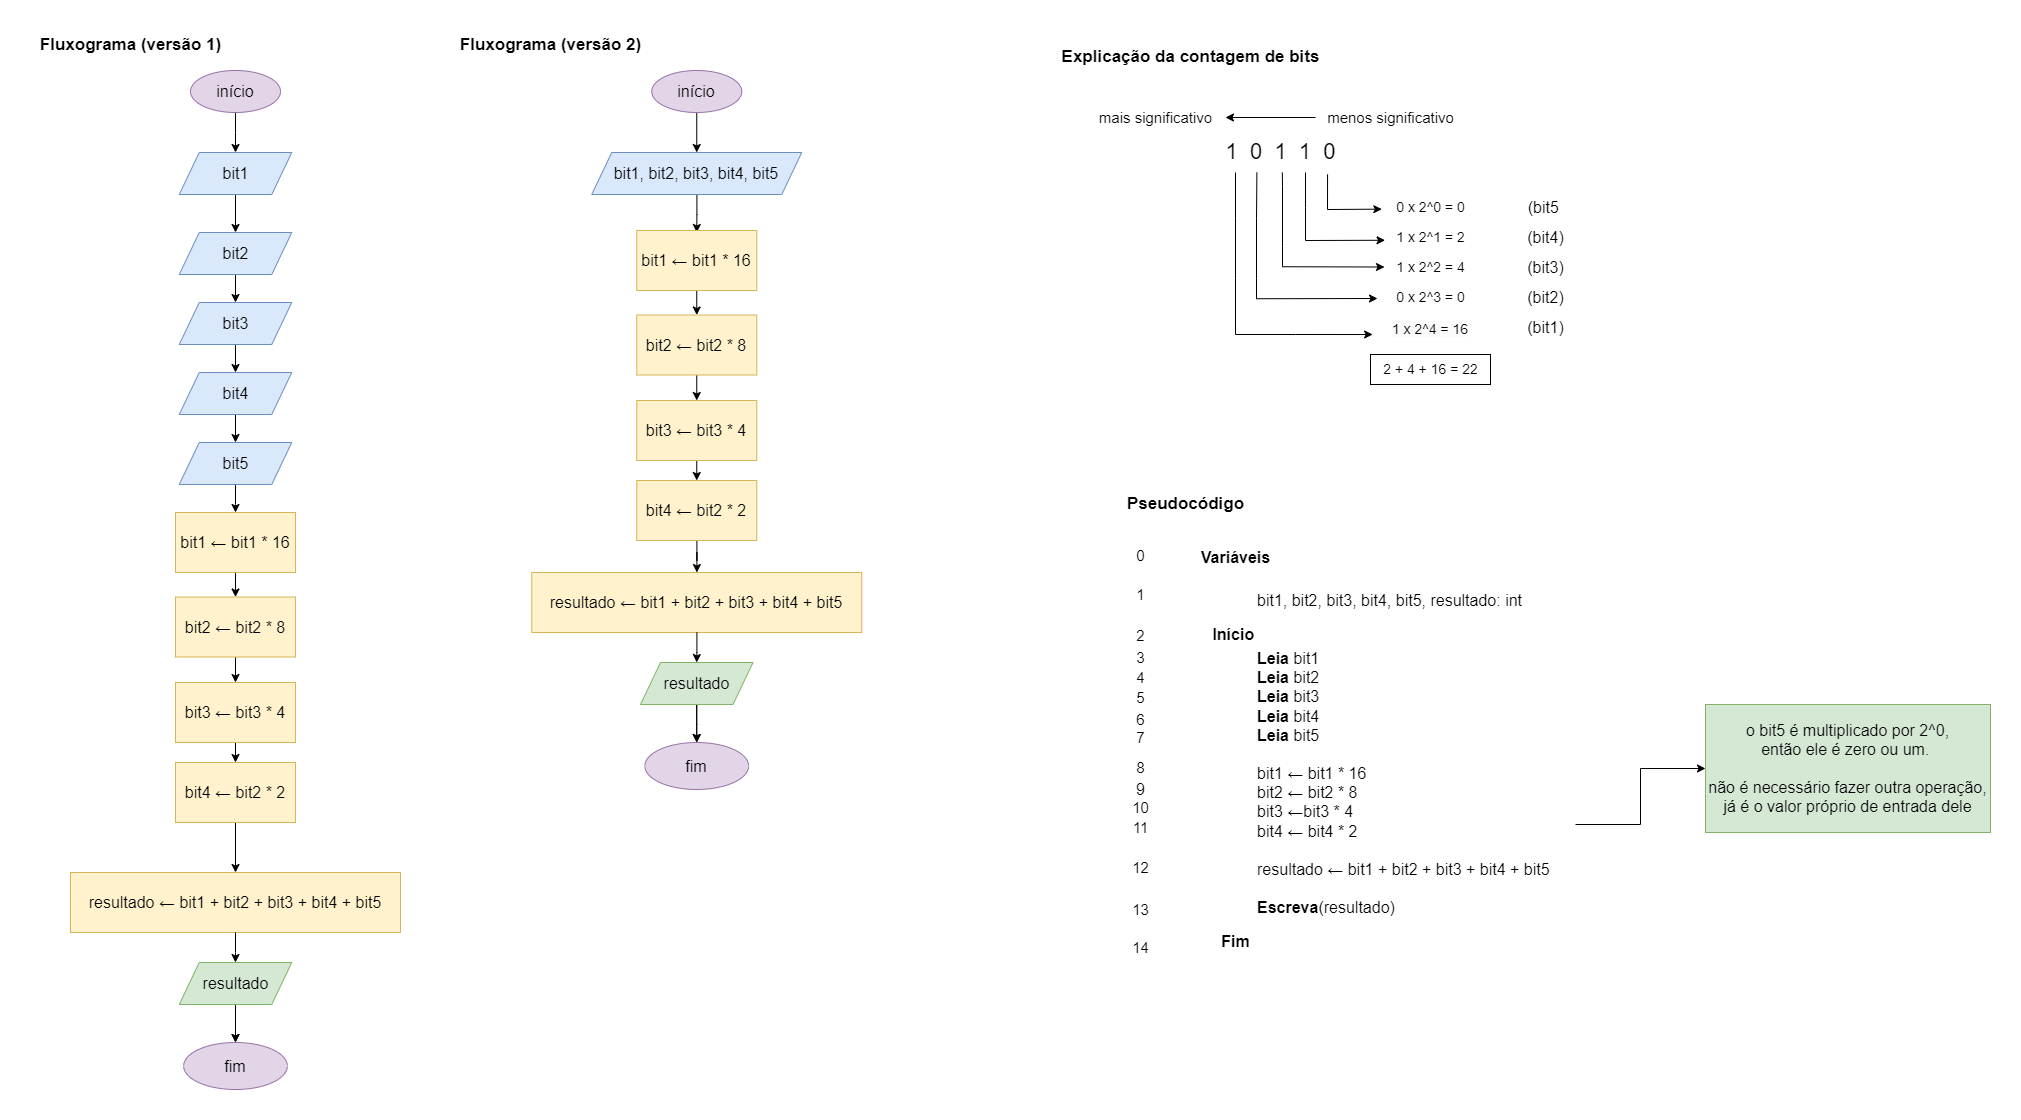 Fluxograma (versão 1)
início
bit1
bit2
bit3
bit4
bit5
bit1 ← bit1 * 16
bit2 ← bit2 * 8
bit3 ← bit3 * 4
bit4 ← bit2 * 2
resultado ← bit1 + bit2 + bit3 + bit4 + bit5
resultado
fim
Fluxograma (versão 2)
início
bit1, bit2, bit3, bit4, bit5
bit1 ← bit1 * 16
bit2 ← bit2 * 8
bit3 ← bit3 * 4
bit4 ← bit2 * 2
resultado ← bit1 + bit2 + bit3 + bit4 + bit5
resultado
fim
Explicação da contagem de bits
mais significativo menos significativo
1 0 1 1 0
0 x 2^0 = 0 (bit5
1 x 2^1 = 2 (bit4)
1 x 2^2 = 4 (bit3)
0 x 2^3 = 0 (bit2)
1 x 2^4 = 16 (bit1)
2 + 4 + 16 = 22
Pseudocódigo
0 Variáveis
1 bit1, bit2, bit3, bit4, bit5, resultado: int
2 Início
3 Leia bit1
4 Leia bit2
5 Leia bit3
6 Leia bit4
7 Leia bit5
8 bit1 ← bit1 * 16
9 bit2 ← bit2 * 8
10 bit3 ←bit3 * 4
11 bit4 ← bit4 * 2
12 resultado ← bit1 + bit2 + bit3 + bit4 + bit5
13 Escreva(resultado)
14 Fim
o bit5 é multiplicado por 2^0,
então ele é zero ou um.
não é necessário fazer outra operação,
já é o valor próprio de entrada dele